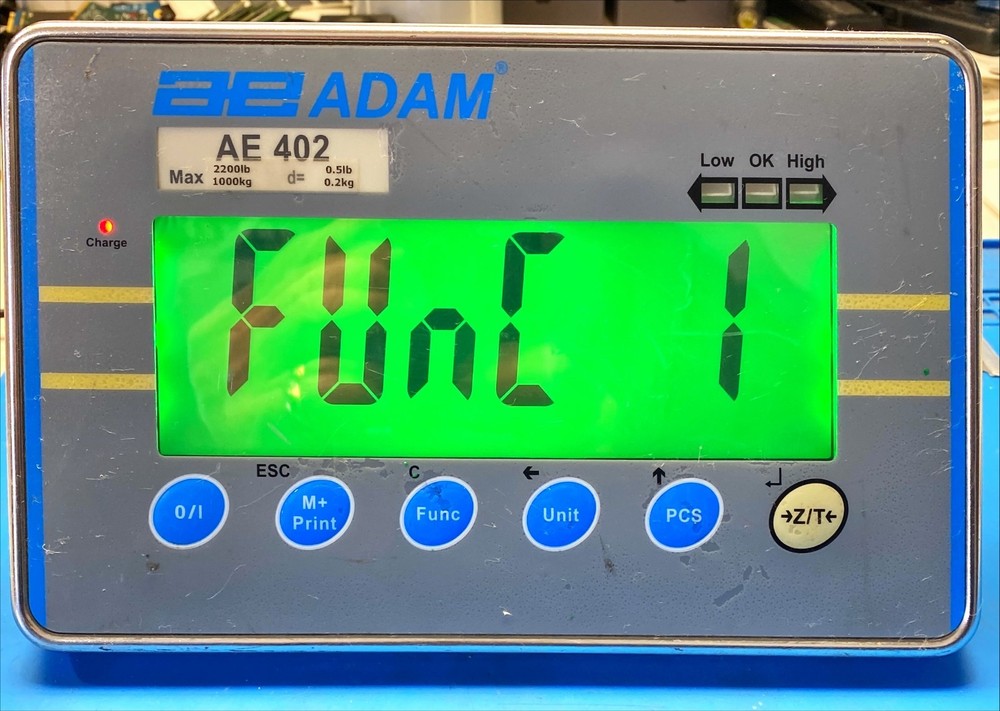 ae ADAM®
AE 402
Max 2200lb d= 0.5lb
1000kg 0.2kg
Low OK High
Charge
FUnC 1
ESC C ← ↑ ↵
0/I M+ Print Func Unit PCS →Z/T←